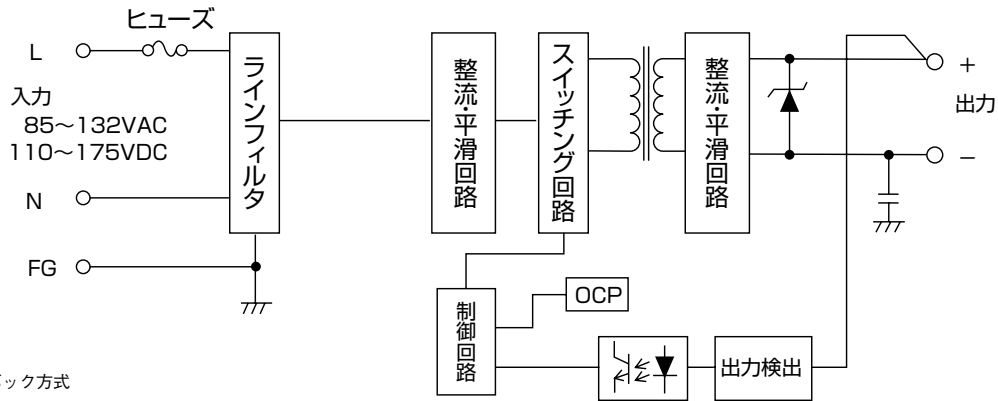 ヒューズ
L
入力
85～132VAC
110～175VDC
N
FG
ラインフィルタ
整流・平滑回路
スイッチング回路
整流・平滑回路
+
出力
−
制御回路
OCP
出力検出
ック方式